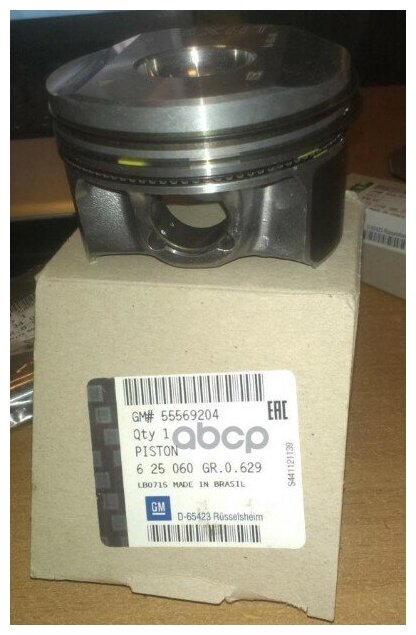 GM# 55569204
EAC
Qty 1
abcp
PISTON
6 25 060 GR.0.629
LB0715 MADE IN BRASIL
S441121139
GM
D-65423 Rüsselsheim